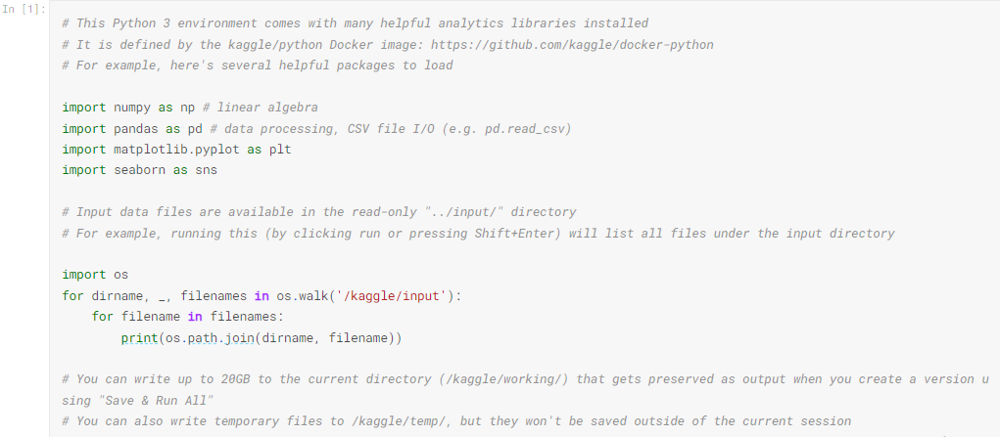 In [1]:
# This Python 3 environment comes with many helpful analytics libraries installed
# It is defined by the kaggle/python Docker image: https://github.com/kaggle/docker-python
# For example, here's several helpful packages to load
import numpy as np # linear algebra
import pandas as pd # data processing, CSV file I/O (e.g. pd.read_csv)
import matplotlib.pyplot as plt
import seaborn as sns
# Input data files are available in the read-only "../input/" directory
# For example, running this (by clicking run or pressing Shift+Enter) will list all files under the input directory
import os
for dirname, _, filenames in os.walk('/kaggle/input'):
    for filename in filenames:
        print(os.path.join(dirname, filename))
# You can write up to 20GB to the current directory (/kaggle/working/) that gets preserved as output when you create a version u
sing "Save & Run All"
# You can also write temporary files to /kaggle/temp/, but they won't be saved outside of the current session